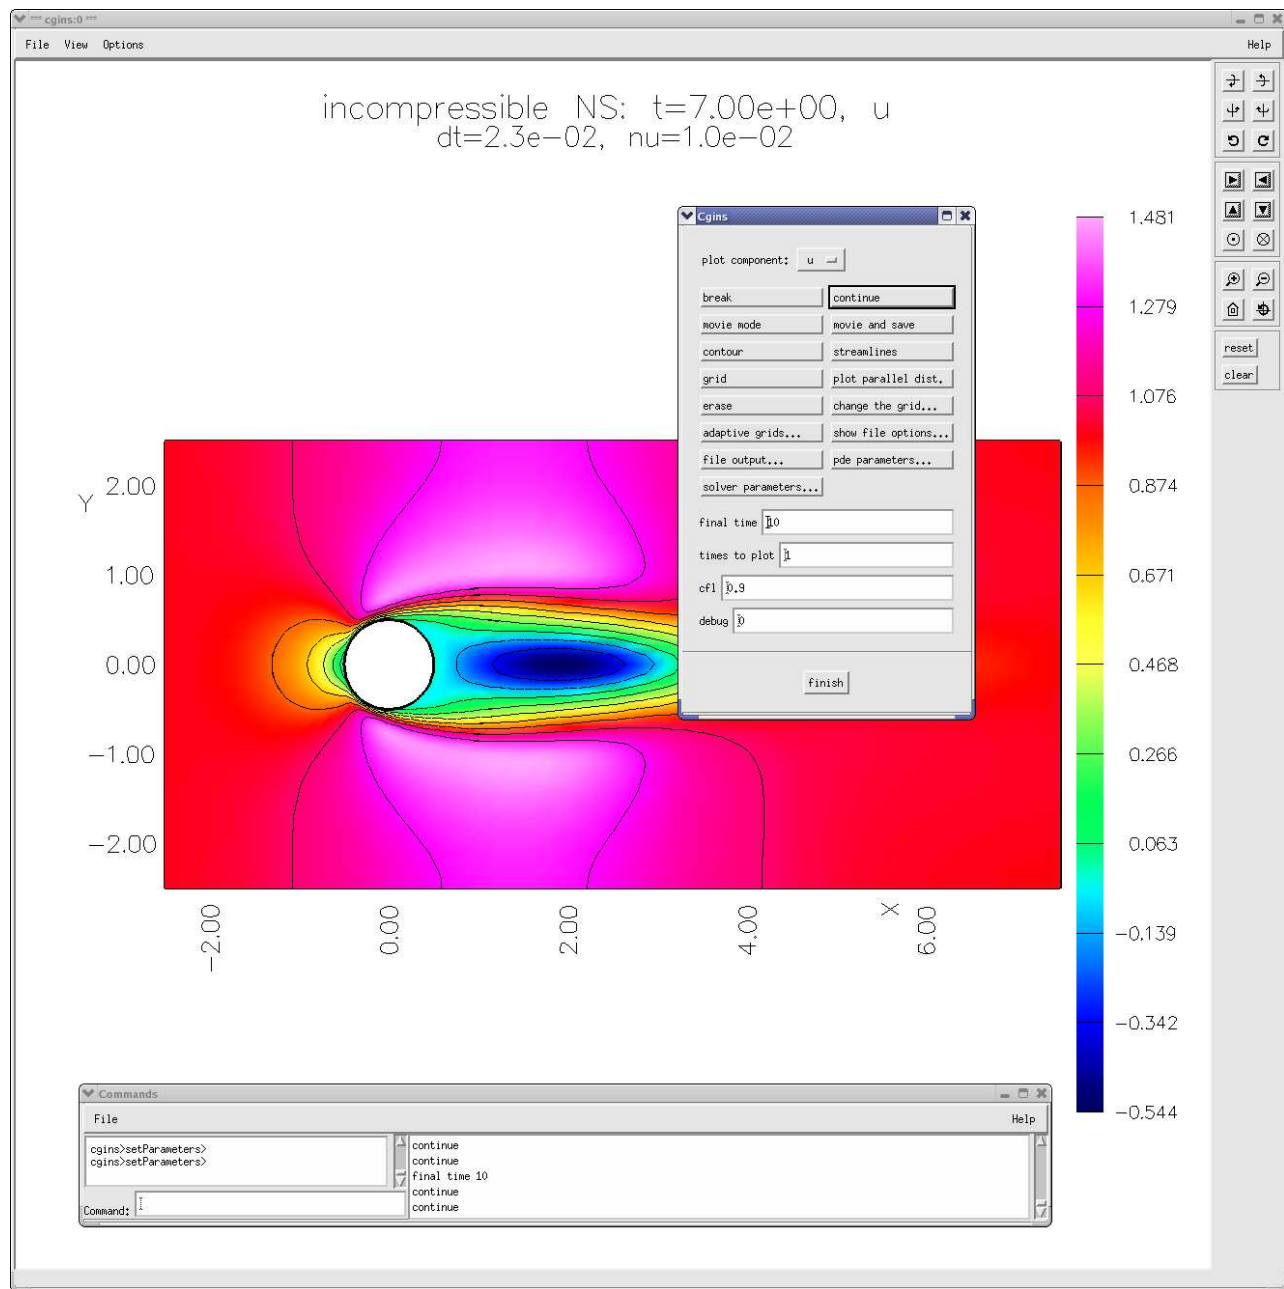 *** cgins:0 ***
File View Options Help
incompressible NS: t=7.00e+00, u
dt=2.3e−02, nu=1.0e−02
Cgins
plot component: u
break continue
movie mode movie and save
contour streamlines
grid plot parallel dist.
erase change the grid...
adaptive grids... show file options...
file output... pde parameters...
solver parameters...
final time 10
times to plot 1
cfl 0.9
debug 0
finish
reset
clear
1.481
1.279
1.076
0.874
0.671
0.468
0.266
0.063
−0.139
−0.342
−0.544
Y
2.00
1.00
0.00
−1.00
−2.00
−2.00 0.00 2.00 4.00 X 6.00
Commands
File Help
cgins>setParameters>
cgins>setParameters>
Command:
continue
continue
final time 10
continue
continue